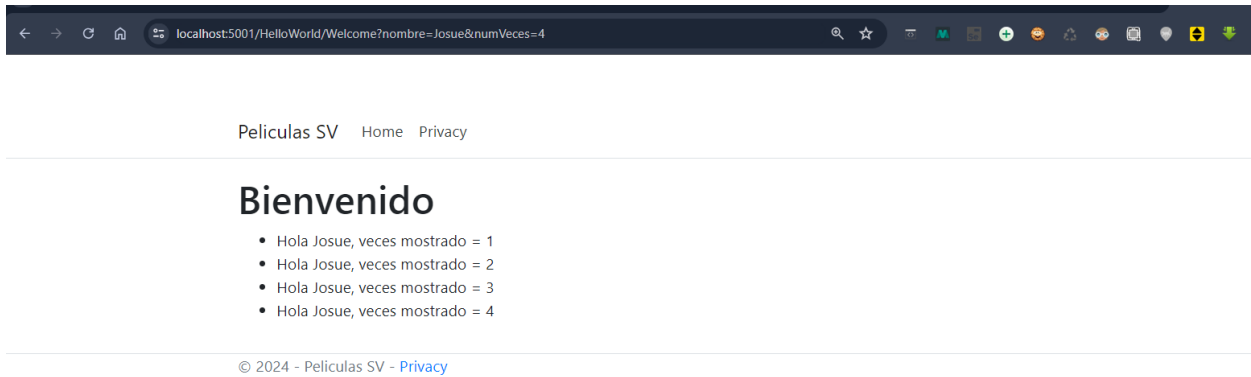 localhost:5001/HelloWorld/Welcome?nombre=Josue&numVeces=4
Peliculas SV Home Privacy
Bienvenido
Hola Josue, veces mostrado = 1
Hola Josue, veces mostrado = 2
Hola Josue, veces mostrado = 3
Hola Josue, veces mostrado = 4
© 2024 - Peliculas SV - Privacy